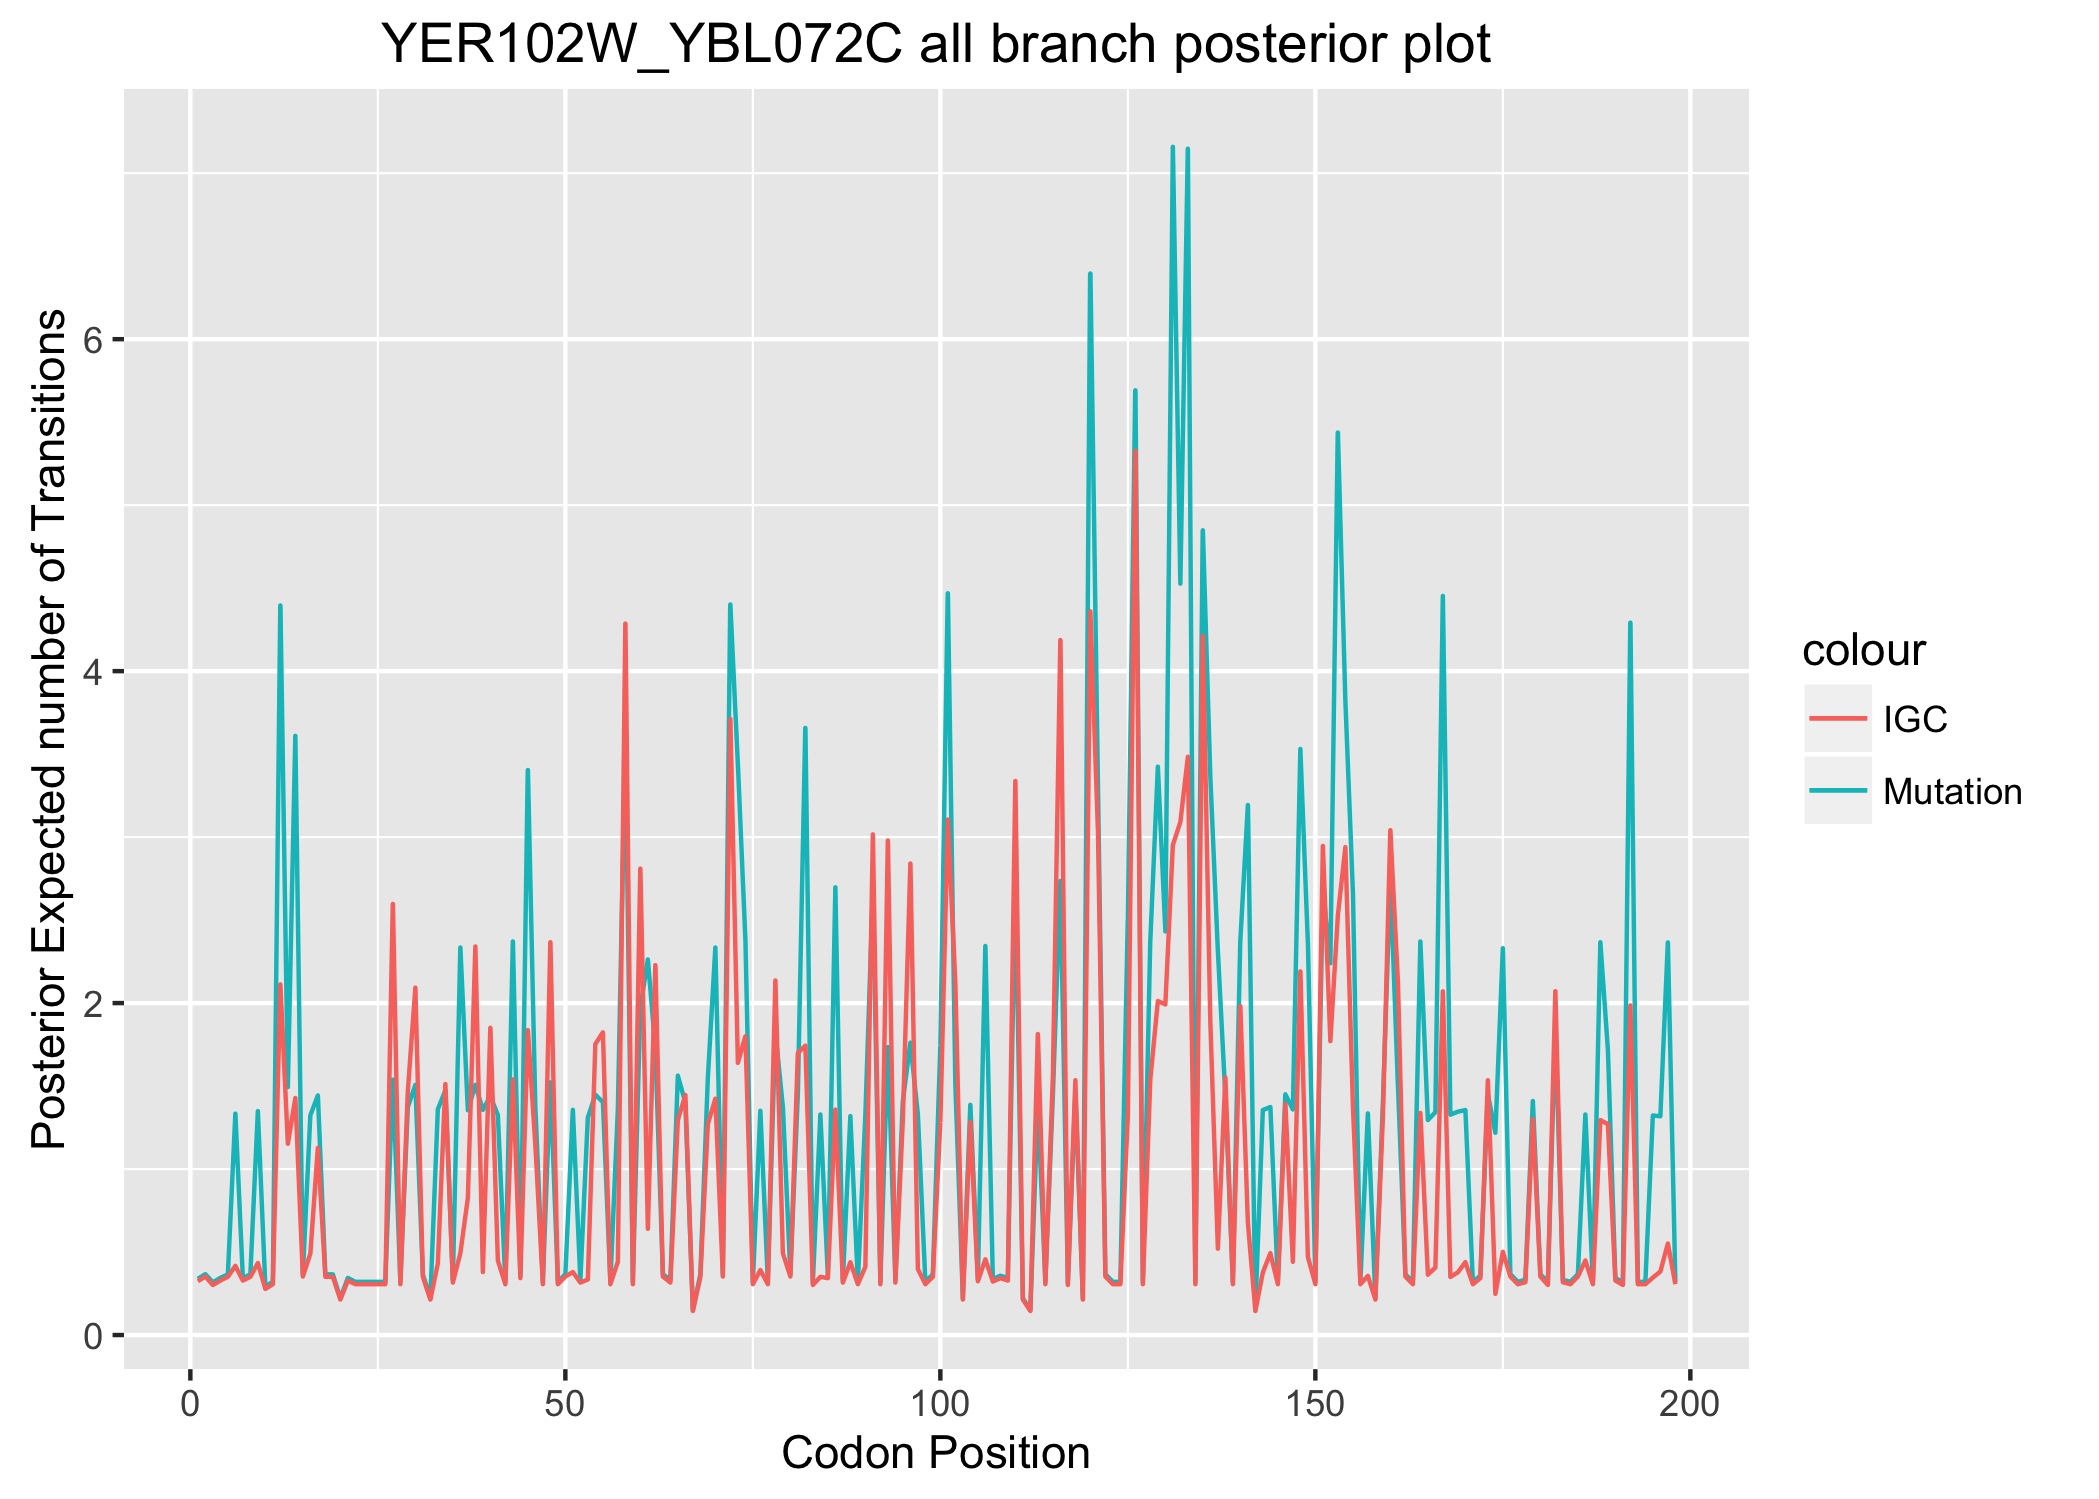 YER102W_YBL072C all branch posterior plot
Posterior Expected number of Transitions
6
4
2
0
0 50 100 150 200
Codon Position
colour
IGC
Mutation